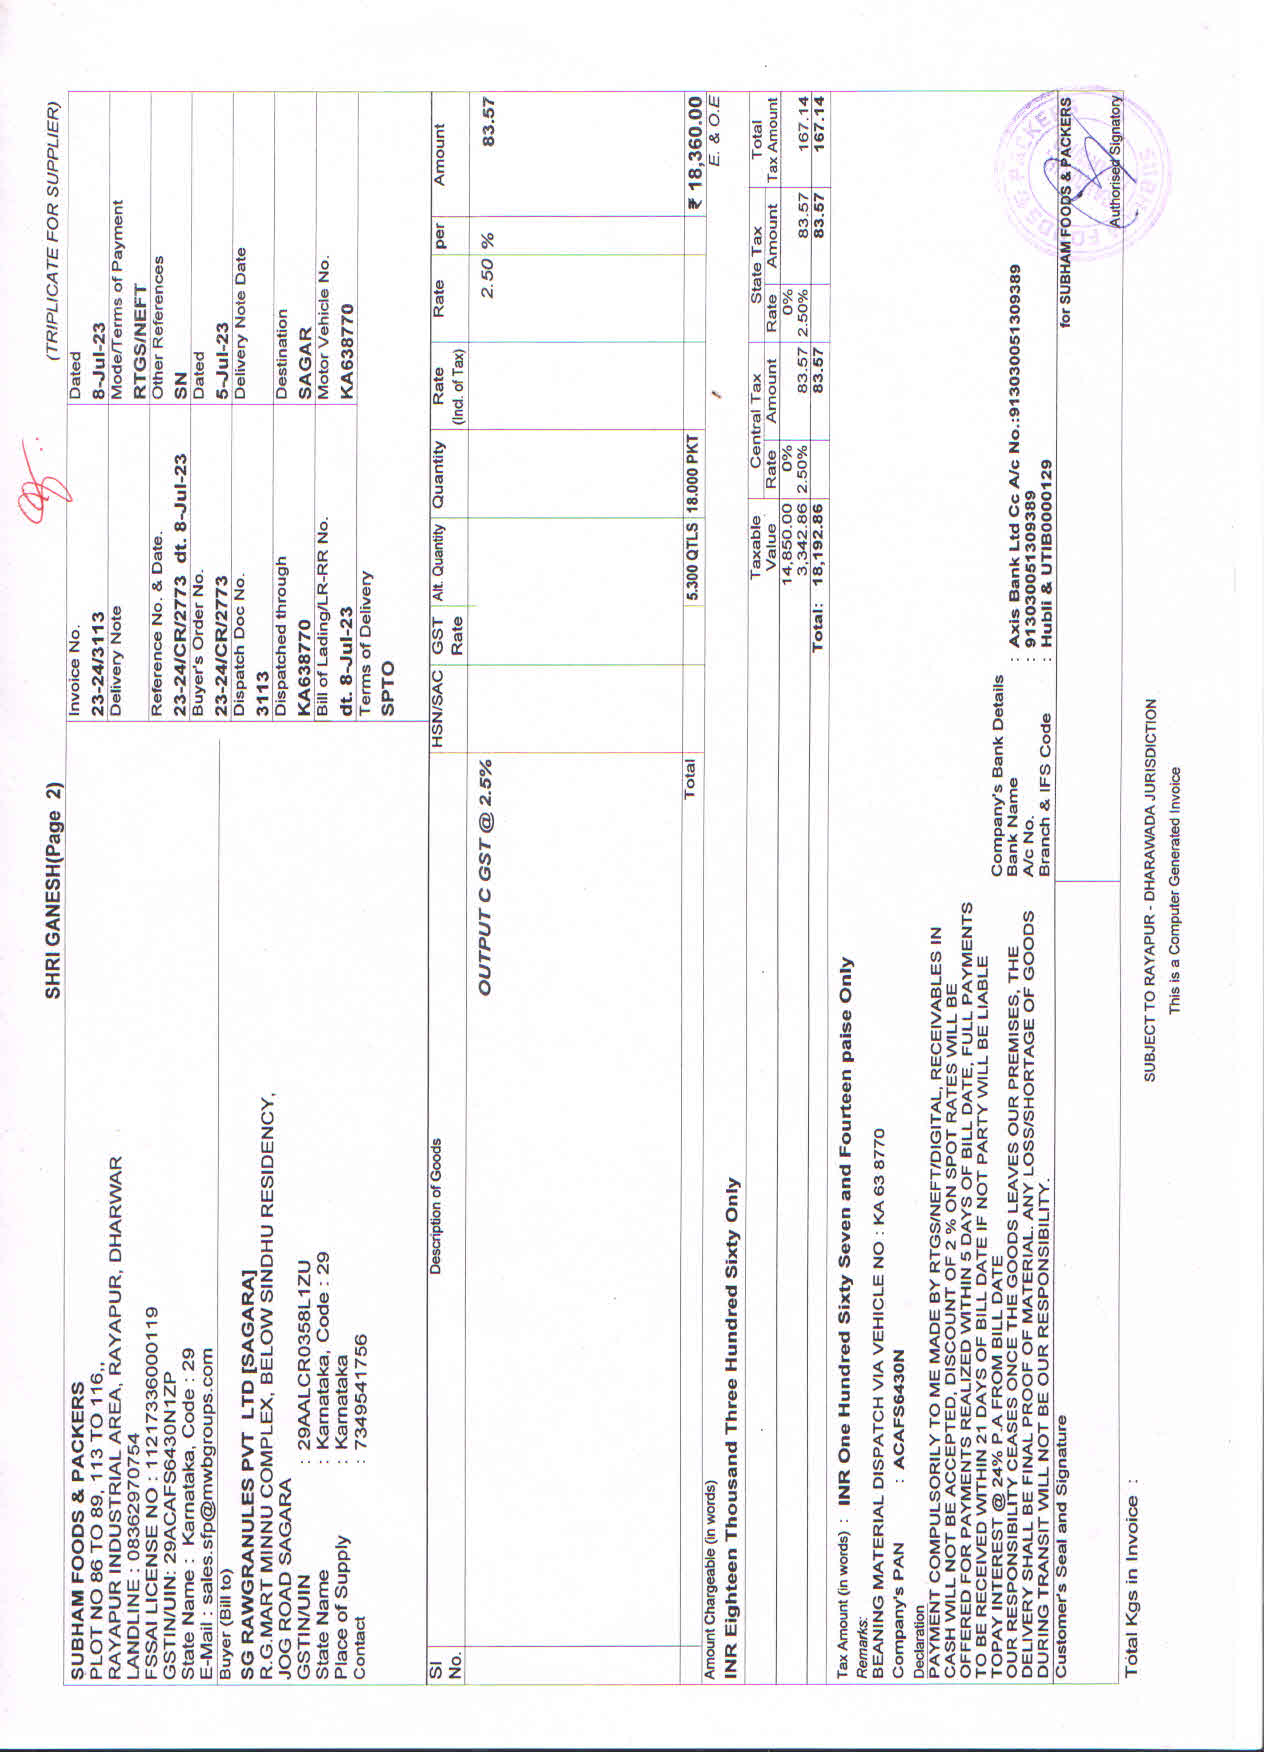 SHRI GANESH(Page 2)
(TRIPLICATE FOR SUPPLIER)
SUBHAM FOODS & PACKERS
PLOT NO 86 TO 89, 113 TO 116,,
RAYAPUR INDUSTRIAL AREA, RAYAPUR, DHARWAR
LANDLINE : 08362970754
FSSAI LICENSE NO : 11217336000119
GSTIN/UIN: 29ACAFS6430N1ZP
State Name : Karnataka, Code : 29
E-Mail : sales.sfp@mwbgroups.com
Buyer (Bill to)
SG RAWGRANULES PVT LTD [SAGARA]
R.G.MART MINNU COMPLEX, BELOW SINDHU RESIDENCY,
JOG ROAD SAGARA
GSTIN/UIN : 29AALCR0358L1ZU
State Name : Karnataka, Code : 29
Place of Supply : Karnataka
Contact : 7349541756
Invoice No. Dated
23-24/3113 8-Jul-23
Delivery Note Mode/Terms of Payment
RTGS/NEFT
Reference No. & Date. Other References
23-24/CR/2773 dt. 8-Jul-23 SN
Buyer's Order No. Dated
23-24/CR/2773 5-Jul-23
Dispatch Doc No. Delivery Note Date
3113
Dispatched through Destination
KA638770 SAGAR
Bill of Lading/LR-RR No. Motor Vehicle No.
dt. 8-Jul-23 KA638770
Terms of Delivery
SPTO
SI Description of Goods HSN/SAC GST Alt. Quantity Quantity Rate Rate per Amount
No. Rate (Incl. of Tax)
OUTPUT C GST @ 2.5% 2.50 % 83.57
Total 5.300 QTLS 18.000 PKT ₹ 18,360.00
Amount Chargeable (in words) E. & O.E
INR Eighteen Thousand Three Hundred Sixty Only
Taxable Central Tax State Tax Total
Value Rate Amount Rate Amount Tax Amount
14,850.00 0% 0%
3,342.86 2.50% 83.57 2.50% 83.57 167.14
Total: 18,192.86 83.57 83.57 167.14
Tax Amount (in words) : INR One Hundred Sixty Seven and Fourteen paise Only
Remarks:
BEANING MATERIAL DISPATCH VIA VEHICLE NO : KA 63 8770
Company's PAN : ACAFS6430N
Declaration
PAYMENT COMPULSORILY TO ME MADE BY RTGS/NEFT/DIGITAL, RECEIVABLES IN
CASH WILL NOT BE ACCEPTED, DISCOUNT OF 2 % ON SPOT RATES WILL BE
OFFERED FOR PAYMENTS REALIZED WITHIN 5 DAYS OF BILL DATE, FULL PAYMENTS
TO BE RECEIVED WITHIN 21 DAYS OF BILL DATE IF NOT PARTY WILL BE LIABLE
TOPAY INTEREST @ 24% P.A FROM BILL DATE
OUR RESPONSIBILITY CEASES ONCE THE GOODS LEAVES OUR PREMISES, THE
DELIVERY SHALL BE FINAL PROOF OF MATERIAL. ANY LOSS/SHORTAGE OF GOODS
DURING TRANSIT WILL NOT BE OUR RESPONSIBILITY.
Company's Bank Details
Bank Name : Axis Bank Ltd Cc A/c No.:913030051309389
A/c No. : 913030051309389
Branch & IFS Code : Hubli & UTIB0000129
Customer's Seal and Signature
for SUBHAM FOODS & PACKERS
Authorised Signatory
Total Kgs in Invoice :
SUBJECT TO RAYAPUR - DHARAWADA JURISDICTION
This is a Computer Generated Invoice